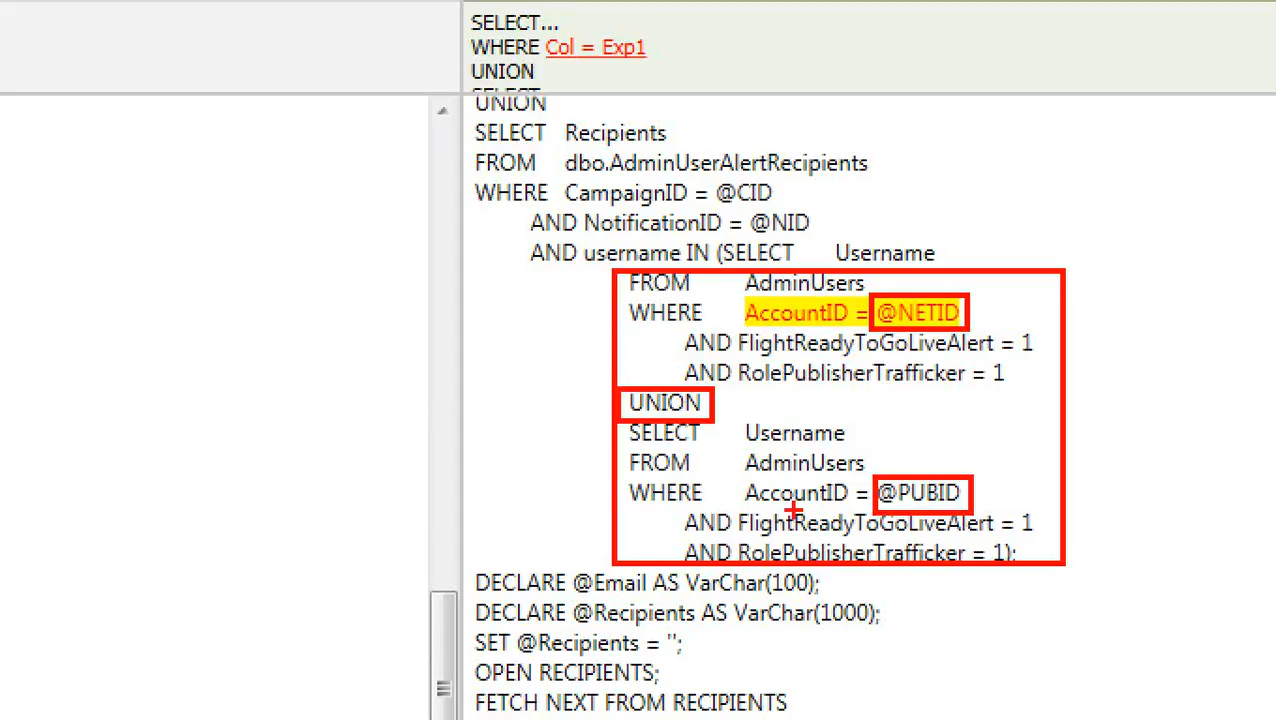 SELECT...
WHERE Col = Exp1
UNION
SELECT
UNION
SELECT Recipients
FROM dbo.AdminUserAlertRecipients
WHERE CampaignID = @CID
AND NotificationID = @NID
AND username IN (SELECT Username
FROM AdminUsers
WHERE AccountID = @NETID
AND FlightReadyToGoLiveAlert = 1
AND RolePublisherTrafficker = 1
UNION
SELECT Username
FROM AdminUsers
WHERE AccountID = @PUBID
AND FlightReadyToGoLiveAlert = 1
AND RolePublisherTrafficker = 1);
DECLARE @Email AS VarChar(100);
DECLARE @Recipients AS VarChar(1000);
SET @Recipients = '';
OPEN RECIPIENTS;
FETCH NEXT FROM RECIPIENTS